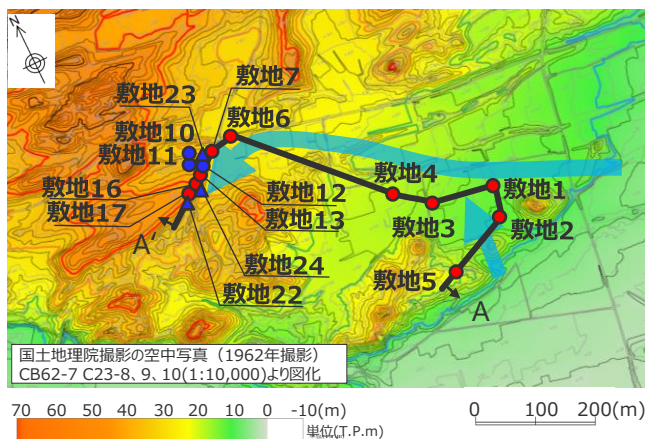 敷地7
敷地23
敷地6
敷地10
敷地11
敷地4
敷地1
敷地16
敷地12
敷地3
敷地2
敷地17
敷地13
A’
敷地24
敷地5
敷地22
A
国土地理院撮影の空中写真（1962年撮影）
CB62-7 C23-8、9、10(1:10,000)より図化
70 60 50 40 30 20 10 0 -10(m)
単位(T.P.m)
0 100 200(m)